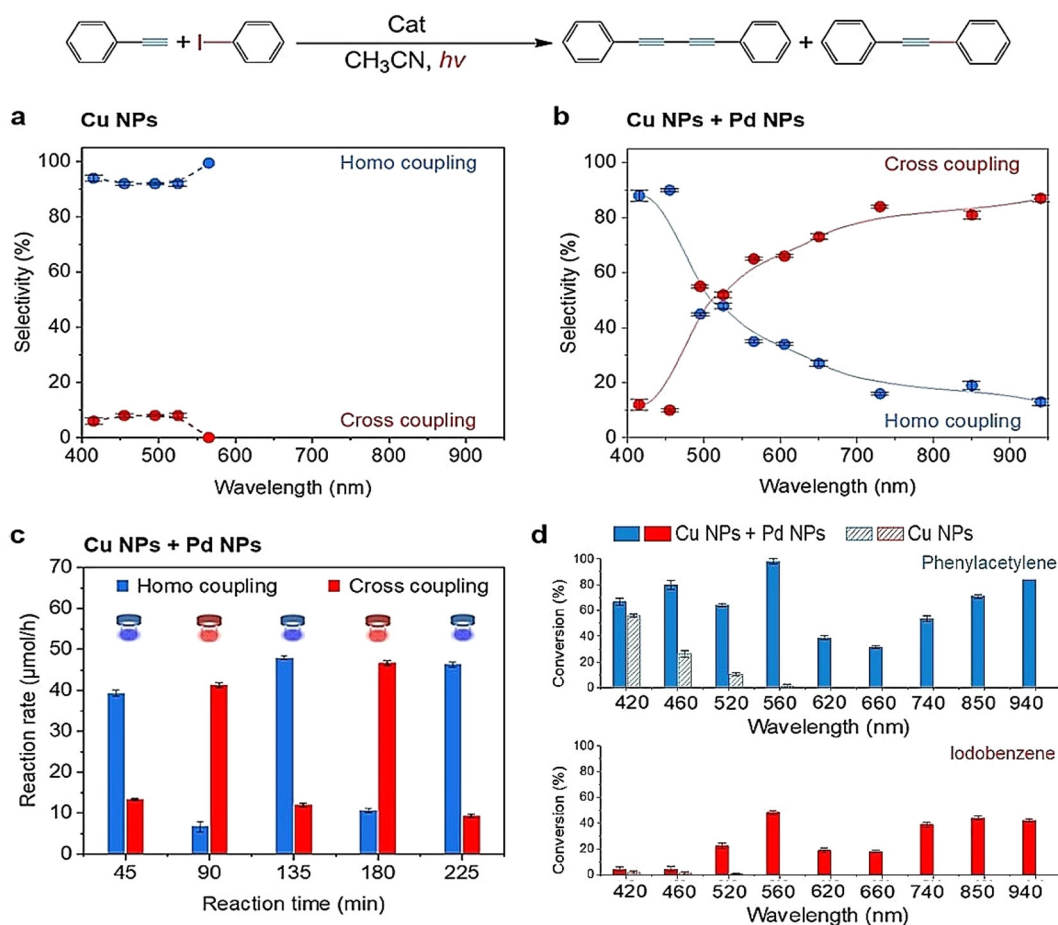 Cat
+ I
CH₃CN, hv
+
a Cu NPs
100
80
60
40
20
0
Selectivity (%)
Homo coupling
Cross coupling
400 500 600 700 800 900
Wavelength (nm)
b Cu NPs + Pd NPs
100
80
60
40
20
0
Selectivity (%)
Cross coupling
Homo coupling
400 500 600 700 800 900
Wavelength (nm)
c Cu NPs + Pd NPs
70
60
50
40
30
20
10
0
Reaction rate (µmol/h)
Homo coupling Cross coupling
45 90 135 180 225
Reaction time (min)
d Cu NPs + Pd NPs Cu NPs
Phenylacetylene
100
80
60
40
20
0
Conversion (%)
420 460 520 560 620 660 740 850 940
Wavelength (nm)
Iodobenzene
100
80
60
40
20
0
Conversion (%)
420 460 520 560 620 660 740 850 940
Wavelength (nm)